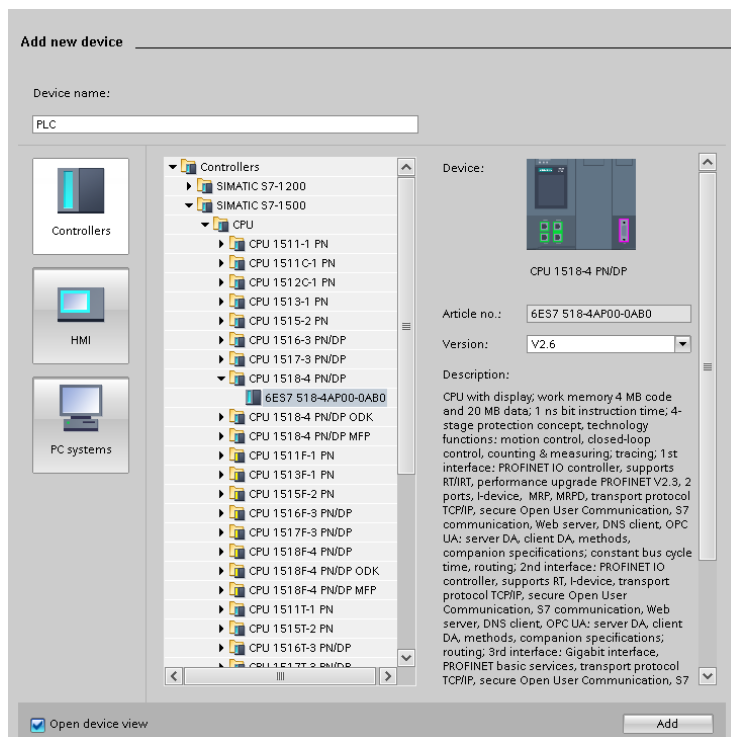 Add new device
Device name:
PLC
Controllers
HMI
PC systems
Controllers
SIMATIC S7-1200
SIMATIC S7-1500
CPU
CPU 1511-1 PN
CPU 1511C-1 PN
CPU 1512C-1 PN
CPU 1513-1 PN
CPU 1515-2 PN
CPU 1516-3 PN/DP
CPU 1517-3 PN/DP
CPU 1518-4 PN/DP
6ES7 518-4AP00-0AB0
CPU 1518-4 PN/DP ODK
CPU 1518-4 PN/DP MFP
CPU 1511F-1 PN
CPU 1513F-1 PN
CPU 1515F-2 PN
CPU 1516F-3 PN/DP
CPU 1517F-3 PN/DP
CPU 1518F-4 PN/DP
CPU 1518F-4 PN/DP ODK
CPU 1518F-4 PN/DP MFP
CPU 1511T-1 PN
CPU 1515T-2 PN
CPU 1516T-3 PN/DP
CPU 1517T-3 PN/DP
Device:
CPU 1518-4 PN/DP
Article no.: 6ES7 518-4AP00-0AB0
Version: V2.6
Description:
CPU with display; work memory 4 MB code
and 20 MB data; 1 ns bit instruction time; 4-
stage protection concept, technology
functions: motion control, closed-loop
control, counting & measuring; tracing; 1st
interface: PROFINET IO controller, supports
RT/IRT, performance upgrade PROFINET V2.3, 2
ports, I-device, MRP, MRPD, transport protocol
TCP/IP, secure Open User Communication, S7
communication, Web server, DNS client, OPC
UA: server DA, client DA, methods,
companion specifications; constant bus cycle
time, routing; 2nd interface: PROFINET IO
controller, supports RT, I-device, transport
protocol TCP/IP, secure Open User
Communication, S7 communication, Web
server, DNS client, OPC UA: server DA, client
DA, methods, companion specifications;
routing; 3rd interface: Gigabit interface,
PROFINET basic services, transport protocol
TCP/IP, secure Open User Communication, S7
Open device view
Add